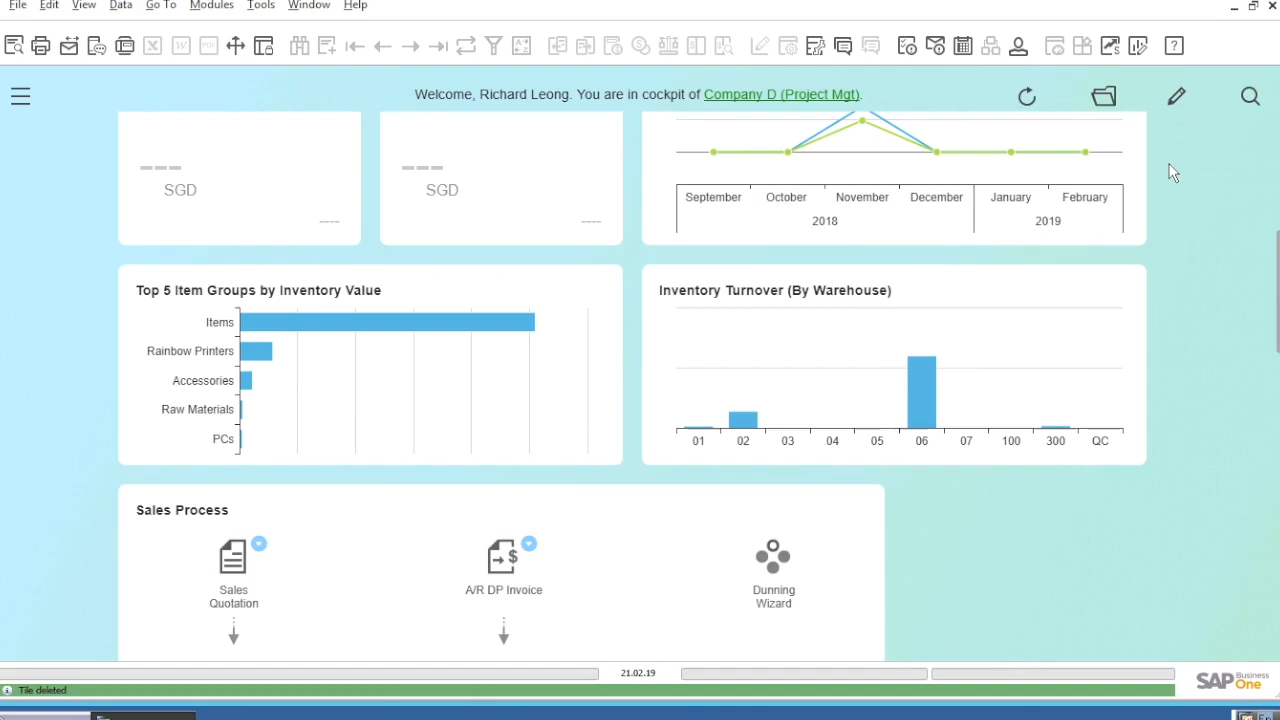 File Edit View Data Go To Modules Tools Window Help
Welcome, Richard Leong. You are in cockpit of Company D (Project Mgt).
SGD
SGD
September October November December January February
2018 2019
Top 5 Item Groups by Inventory Value
Items
Rainbow Printers
Accessories
Raw Materials
PCs
Inventory Turnover (By Warehouse)
01 02 03 04 05 06 07 100 300 QC
Sales Process
Sales
Quotation
A/R DP Invoice
Dunning
Wizard
21.02.19
Tile deleted
SAP Business One